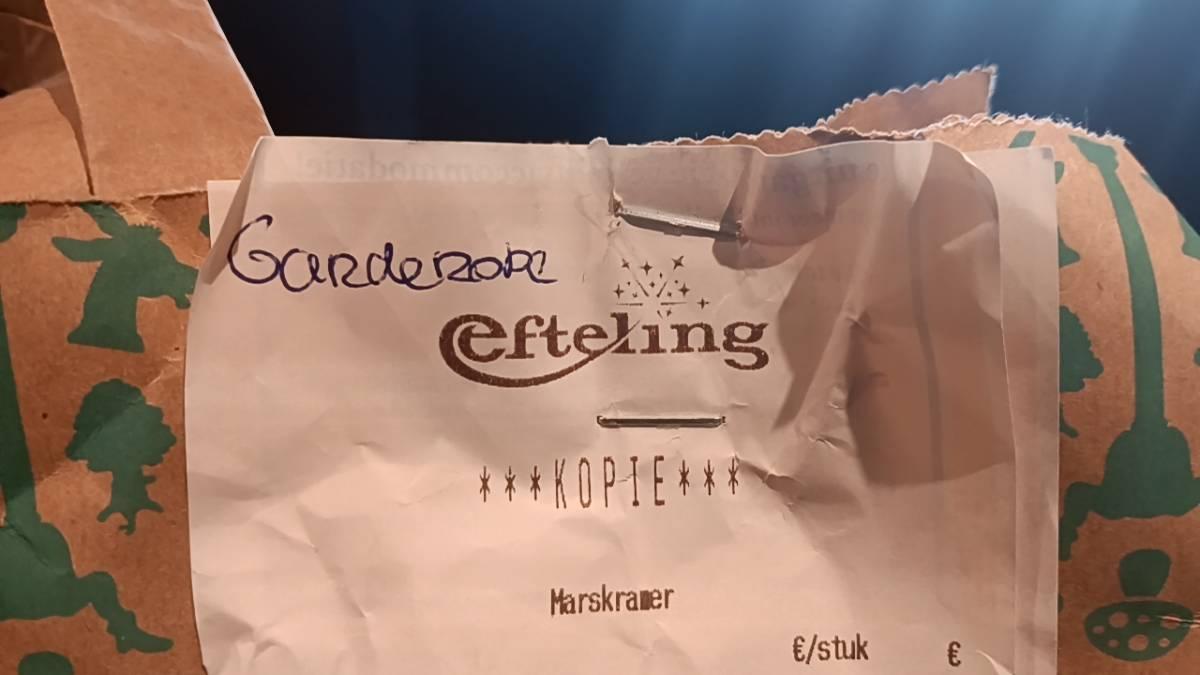 Garderobe
efteling
***KOPIE***
Marskramer
€/stuk €